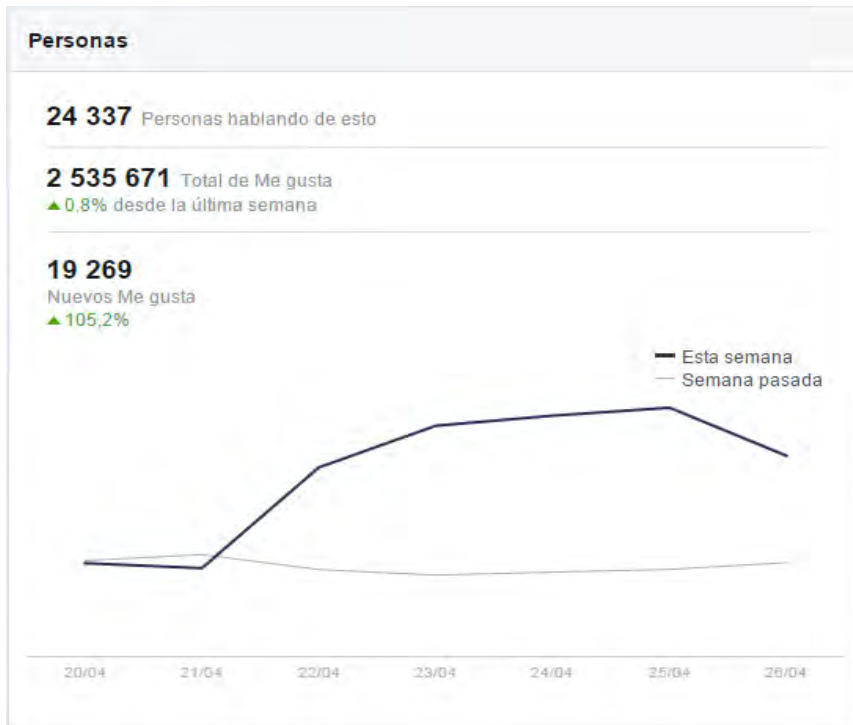 Personas
24 337 Personas hablando de esto
2 535 671 Total de Me gusta
▲ 0,8% desde la última semana
19 269
Nuevos Me gusta
▲ 105,2%
Esta semana
Semana pasada
20/04 21/04 22/04 23/04 24/04 25/04 26/04